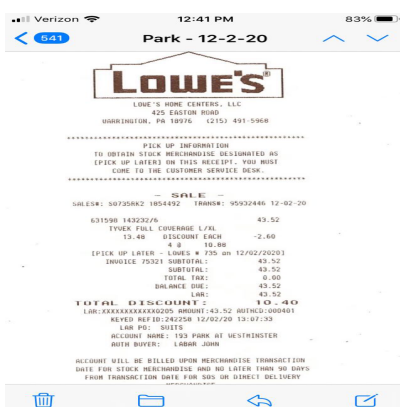 Verizon 12:41 PM 83%
541 Park - 12-2-20
LOWE'S
LOWE'S HOME CENTERS, LLC
425 EASTON ROAD
WARRINGTON, PA 18976 (215) 491-5968
PICK UP INFORMATION
TO OBTAIN STOCK MERCHANDISE DESIGNATED AS
[PICK UP LATER] ON THIS RECEIPT, YOU MUST
COME TO THE CUSTOMER SERVICE DESK.
- SALE -
SALES#: S0735RK2 1854492 TRANS#: 95932446 12-02-20
631598 143232/6 43.52
TYVEK FULL COVERAGE L/XL
13.48 DISCOUNT EACH -2.60
4 @ 10.88
[PICK UP LATER - LOWES # 735 on 12/02/2020]
INVOICE 75321 SUBTOTAL: 43.52
SUBTOTAL: 43.52
TOTAL TAX: 0.00
BALANCE DUE: 43.52
LAR: 43.52
TOTAL DISCOUNT: 10.40
LAR:XXXXXXXXXXXX0205 AMOUNT:43.52 AUTHCD:000401
KEYED REFID:242250 12/02/20 13:07:33
LAR PO: SUITS
ACCOUNT NAME: 193 PARK AT WESTMINSTER
AUTH BUYER: LABAR JOHN
ACCOUNT WILL BE BILLED UPON MERCHANDISE TRANSACTION
DATE FOR STOCK MERCHANDISE AND NO LATER THAN 90 DAYS
FROM TRANSACTION DATE FOR SOS OR DIRECT DELIVERY
MERCHANDISE